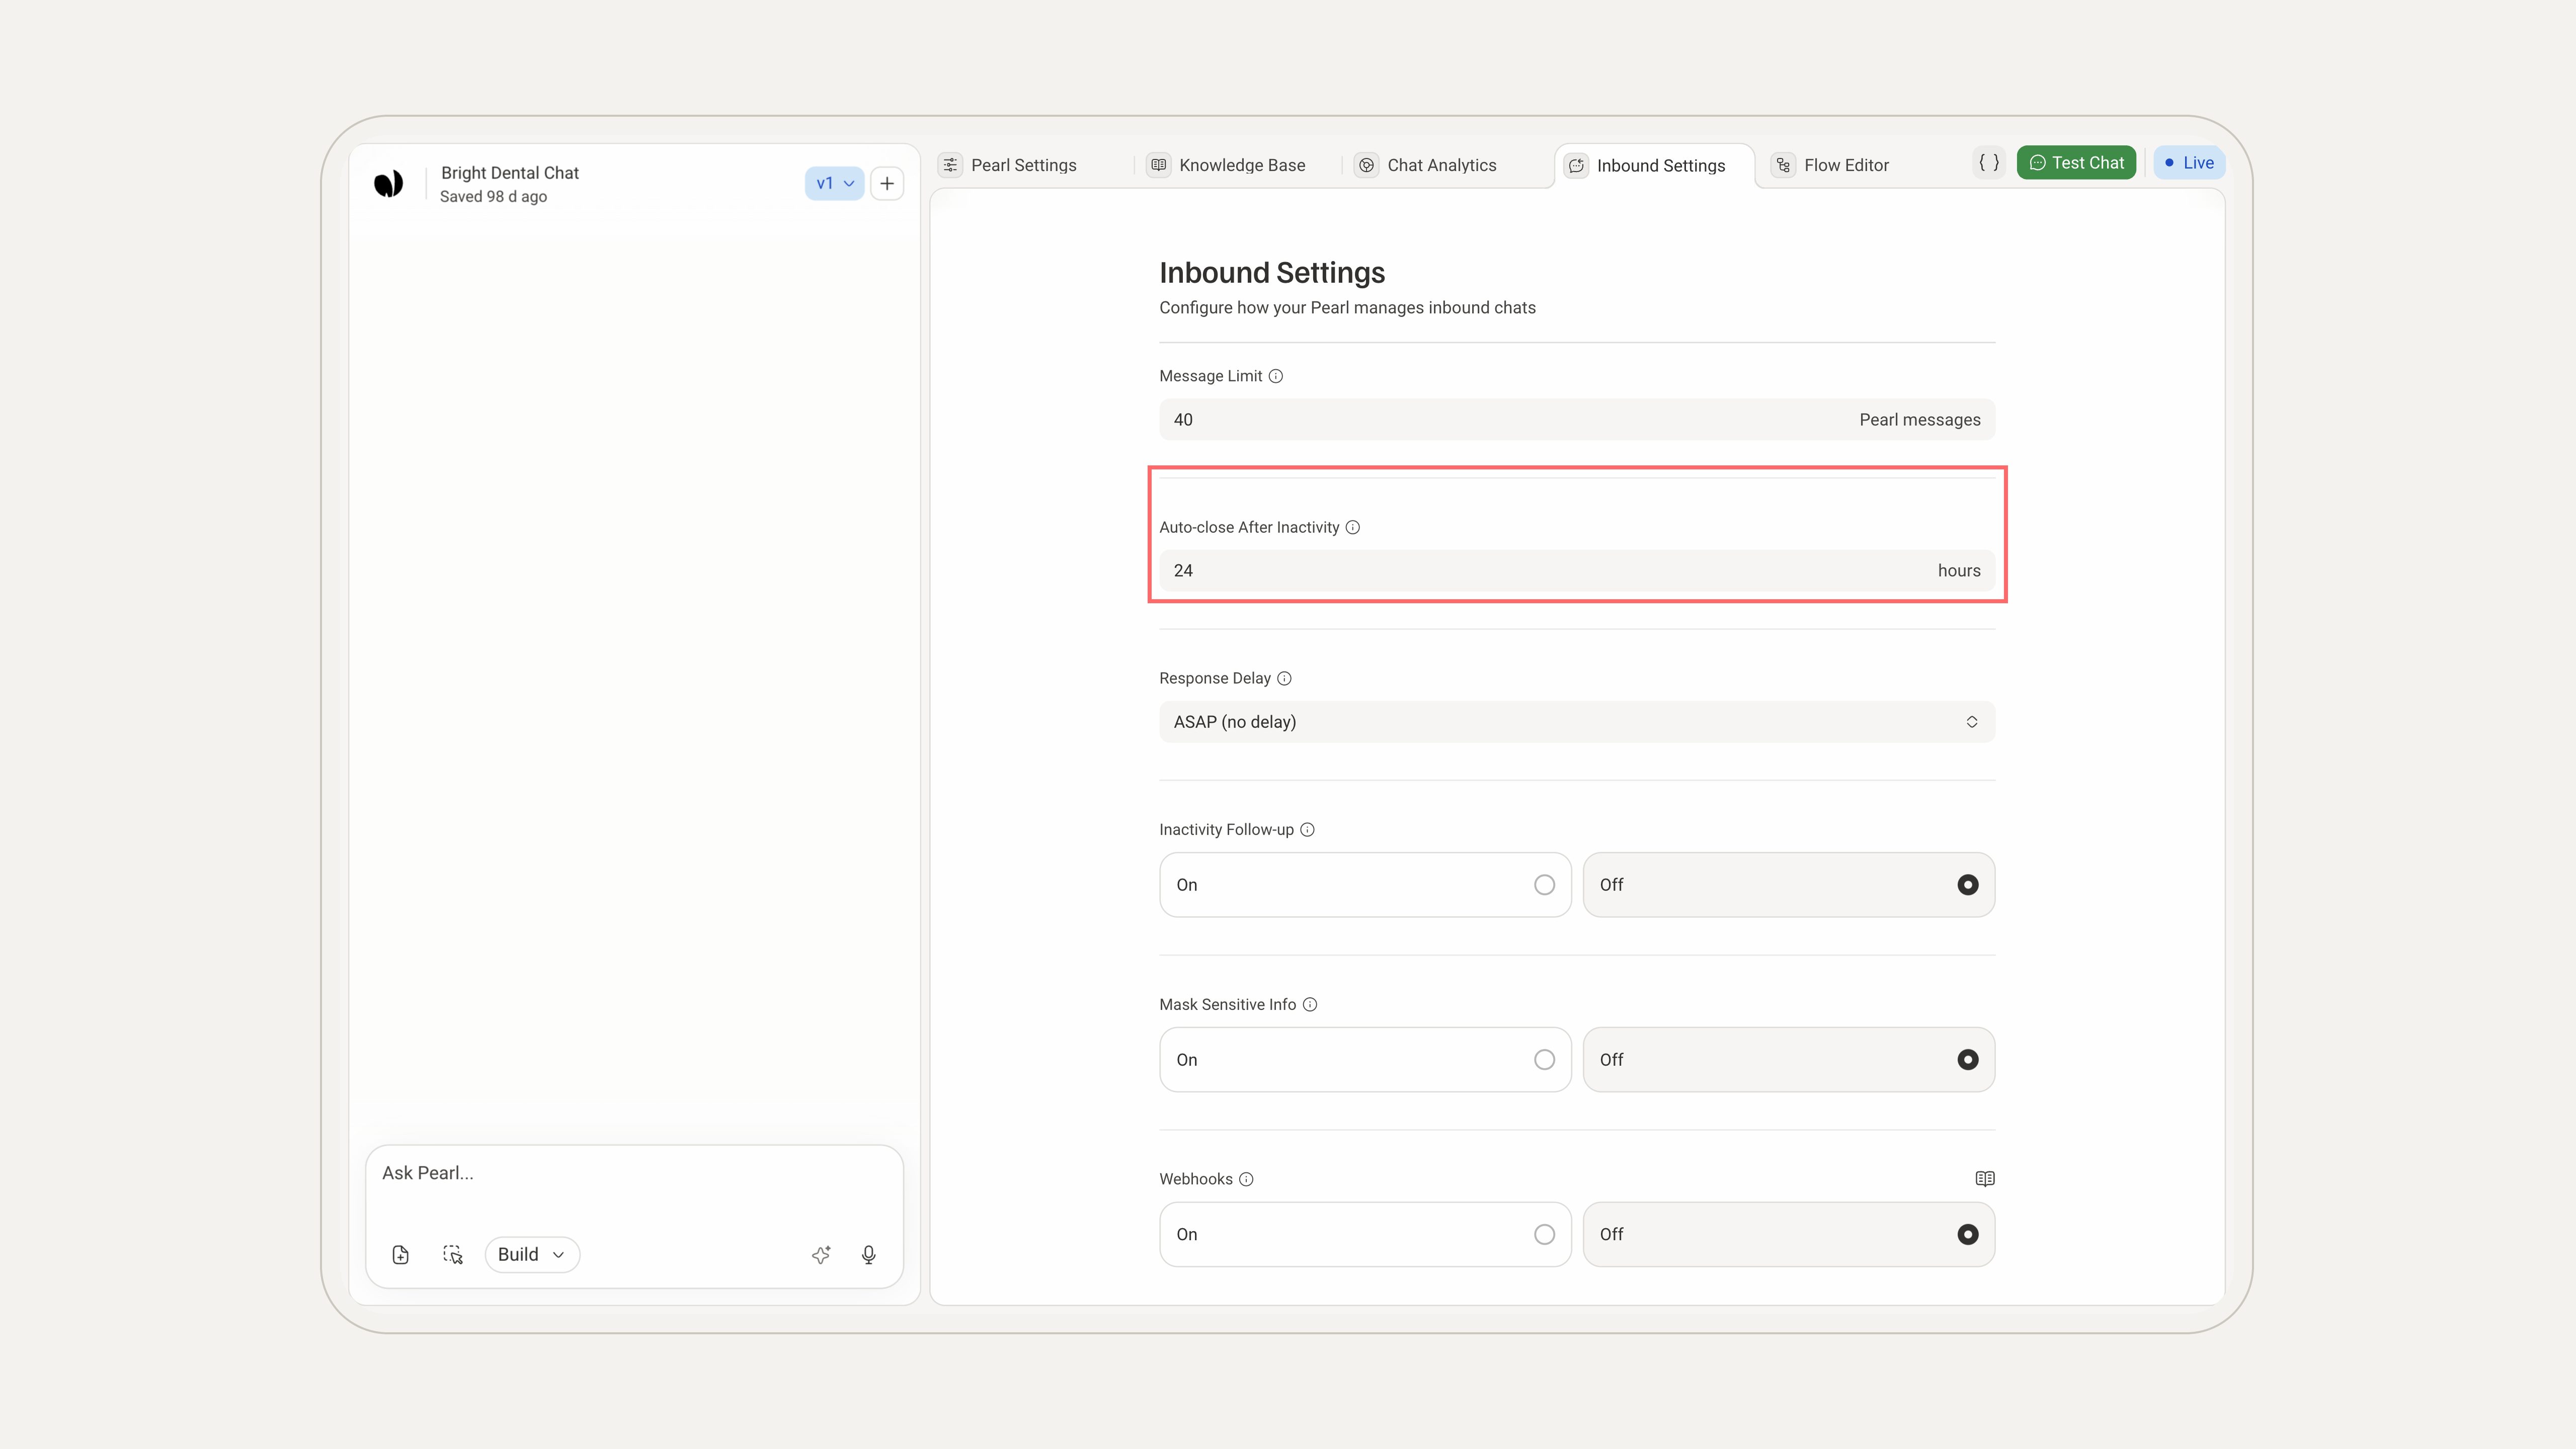 Bright Dental Chat
Saved 98 d ago
v1
Pearl Settings
Knowledge Base
Chat Analytics
Inbound Settings
Flow Editor
{ }
Test Chat
Live
Inbound Settings
Configure how your Pearl manages inbound chats
Message Limit
40 Pearl messages
Auto-close After Inactivity
24 hours
Response Delay
ASAP (no delay)
Inactivity Follow-up
On Off
Mask Sensitive Info
On Off
Webhooks
On Off
Ask Pearl...
Build